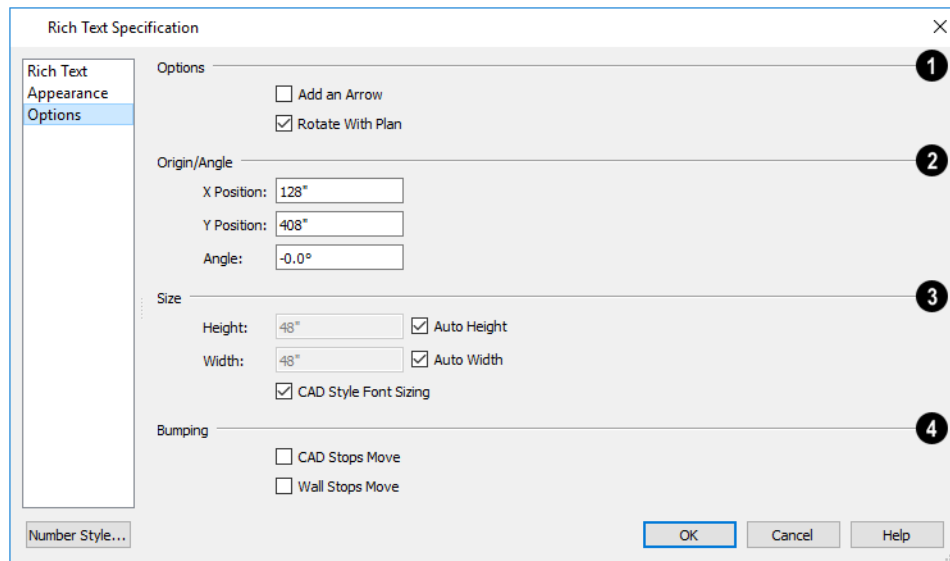 Rich Text Specification
Rich Text
Appearance
Options
Options 1
Add an Arrow
Rotate With Plan
Origin/Angle 2
X Position: 128"
Y Position: 408"
Angle: -0.0°
Size 3
Height: 48" Auto Height
Width: 48" Auto Width
CAD Style Font Sizing
Bumping 4
CAD Stops Move
Wall Stops Move
Number Style... OK Cancel Help